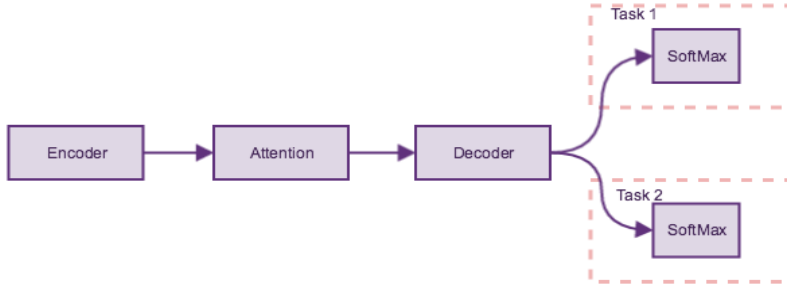 Task 1
SoftMax
Encoder
Attention
Decoder
Task 2
SoftMax